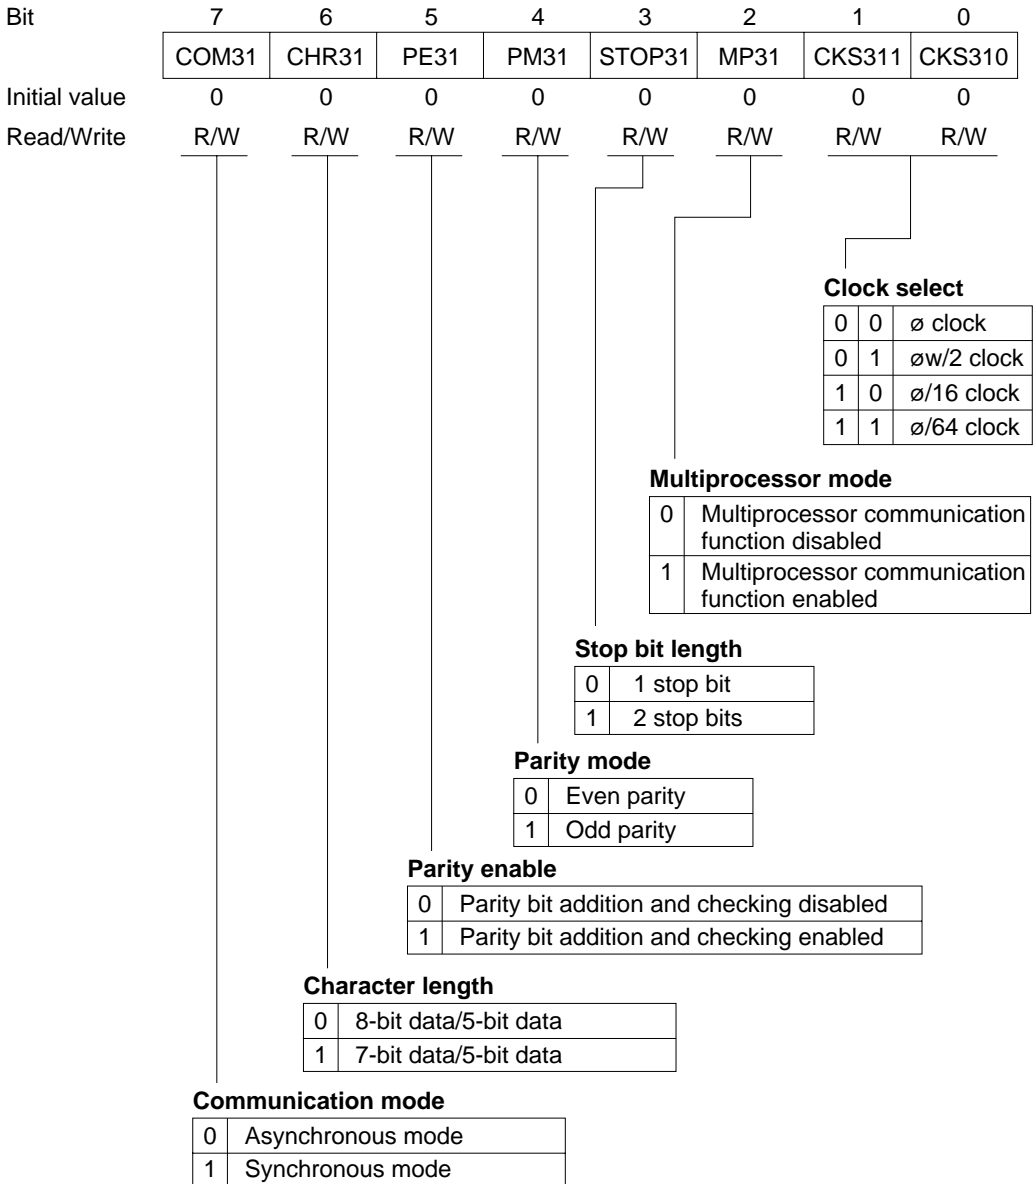 Bit 7 6 5 4 3 2 1 0
COM31 CHR31 PE31 PM31 STOP31 MP31 CKS311 CKS310
Initial value 0 0 0 0 0 0 0 0
Read/Write R/W R/W R/W R/W R/W R/W R/W R/W
Clock select
0 0 ø clock
0 1 øw/2 clock
1 0 ø/16 clock
1 1 ø/64 clock
Multiprocessor mode
0 Multiprocessor communication
function disabled
1 Multiprocessor communication
function enabled
Stop bit length
0 1 stop bit
1 2 stop bits
Parity mode
0 Even parity
1 Odd parity
Parity enable
0 Parity bit addition and checking disabled
1 Parity bit addition and checking enabled
Character length
0 8-bit data/5-bit data
1 7-bit data/5-bit data
Communication mode
0 Asynchronous mode
1 Synchronous mode